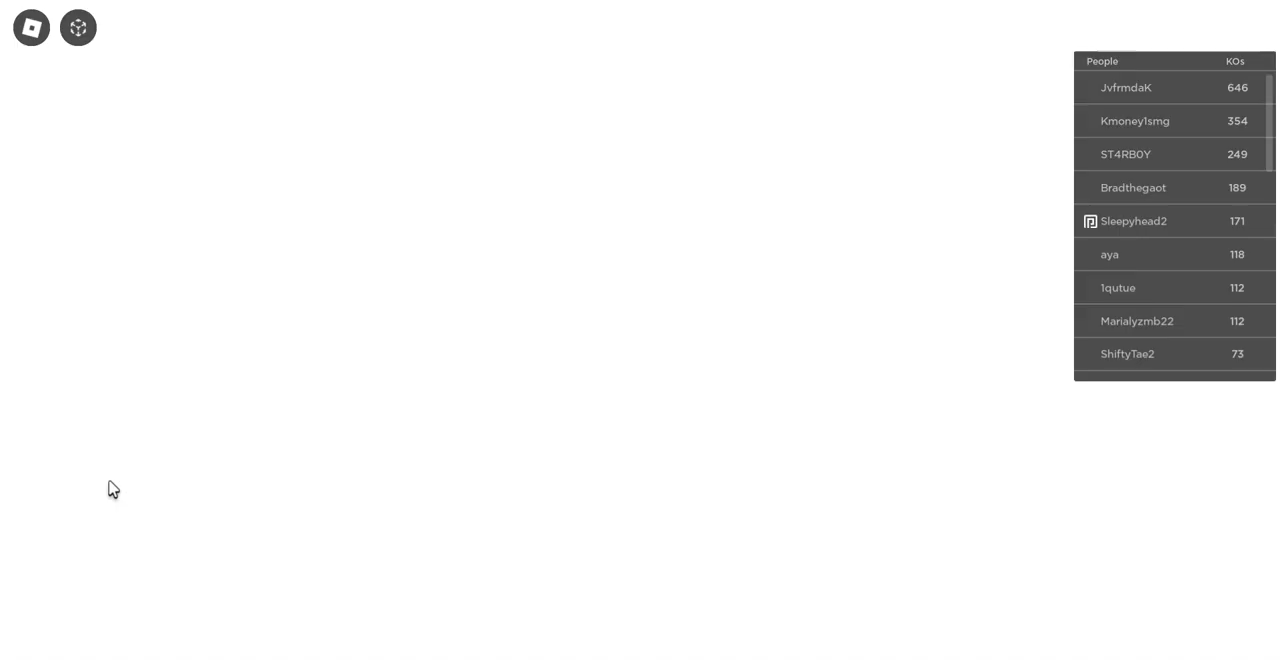 People KOs
JvfrmdaK 646
Kmoney1smg 354
ST4RB0Y 249
Bradthegaot 189
Sleepyhead2 171
aya 118
1qutue 112
Marialyzmb22 112
ShiftyTae2 73